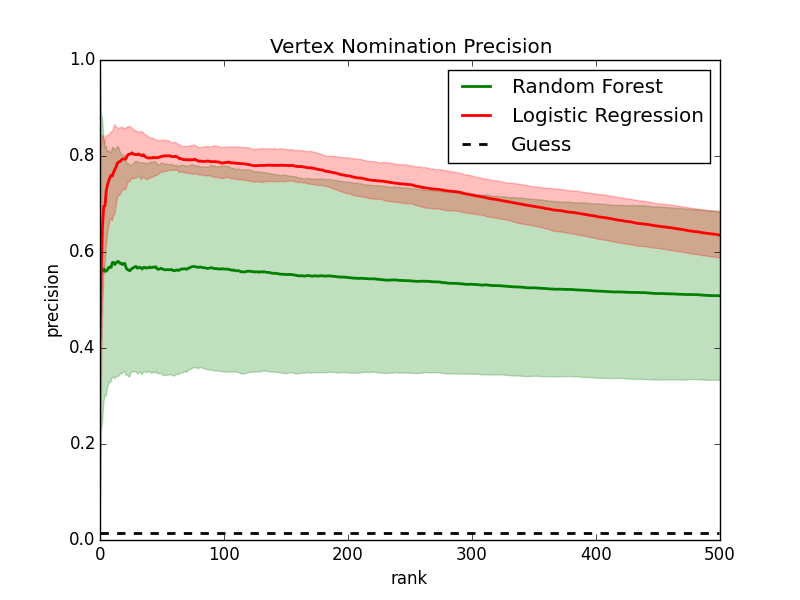 Vertex Nomination Precision
1.0
0.8
0.6
0.4
0.2
0.0
precision
Random Forest
Logistic Regression
Guess
0 100 200 300 400 500
rank